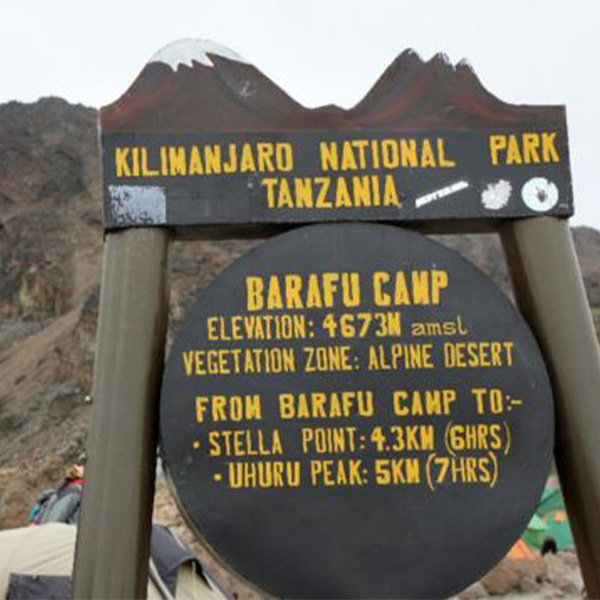 KILIMANJARO NATIONAL PARK
TANZANIA
BARAFU CAMP
ELEVATION: 4673M amsl
VEGETATION ZONE: ALPINE DESERT
FROM BARAFU CAMP TO:-
• STELLA POINT: 4.3KM (6HRS)
• UHURU PEAK: 5KM (7HRS)